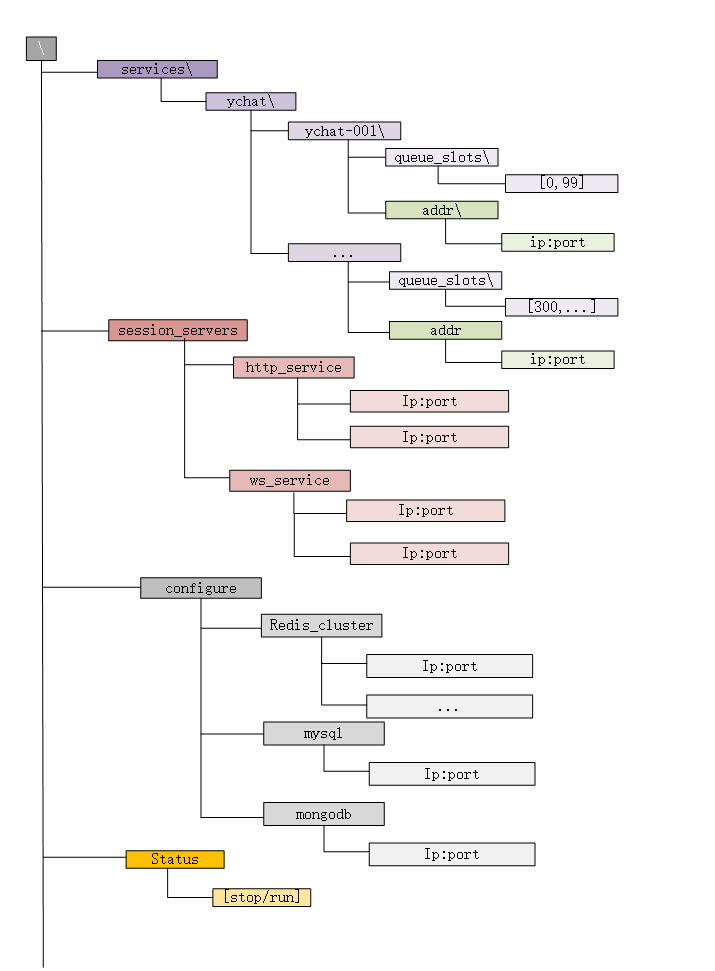 \
services\
ychat\
ychat-001\
queue_slots\
[0,99]
addr\
ip:port
...
queue_slots\
[300,...]
addr
ip:port
session_servers
http_service
Ip:port
Ip:port
ws_service
Ip:port
Ip:port
configure
Redis_cluster
Ip:port
...
mysql
Ip:port
mongodb
Ip:port
Status
[stop/run]